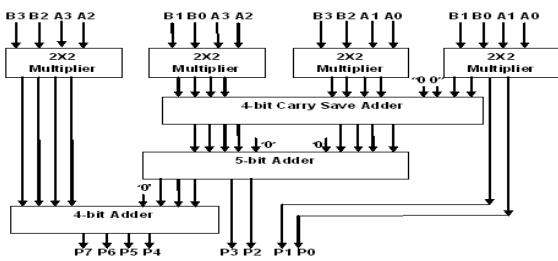 B3 B2 A3 A2 B1 B0 A3 A2 B3 B2 A1 A0 B1 B0 A1 A0
2X2 Multiplier 2X2 Multiplier 2X2 Multiplier 2X2 Multiplier
'0' '0'
4-bit Carry Save Adder
'0' '0'
5-bit Adder
'0'
4-bit Adder
P7 P6 P5 P4 P3 P2 P1 P0